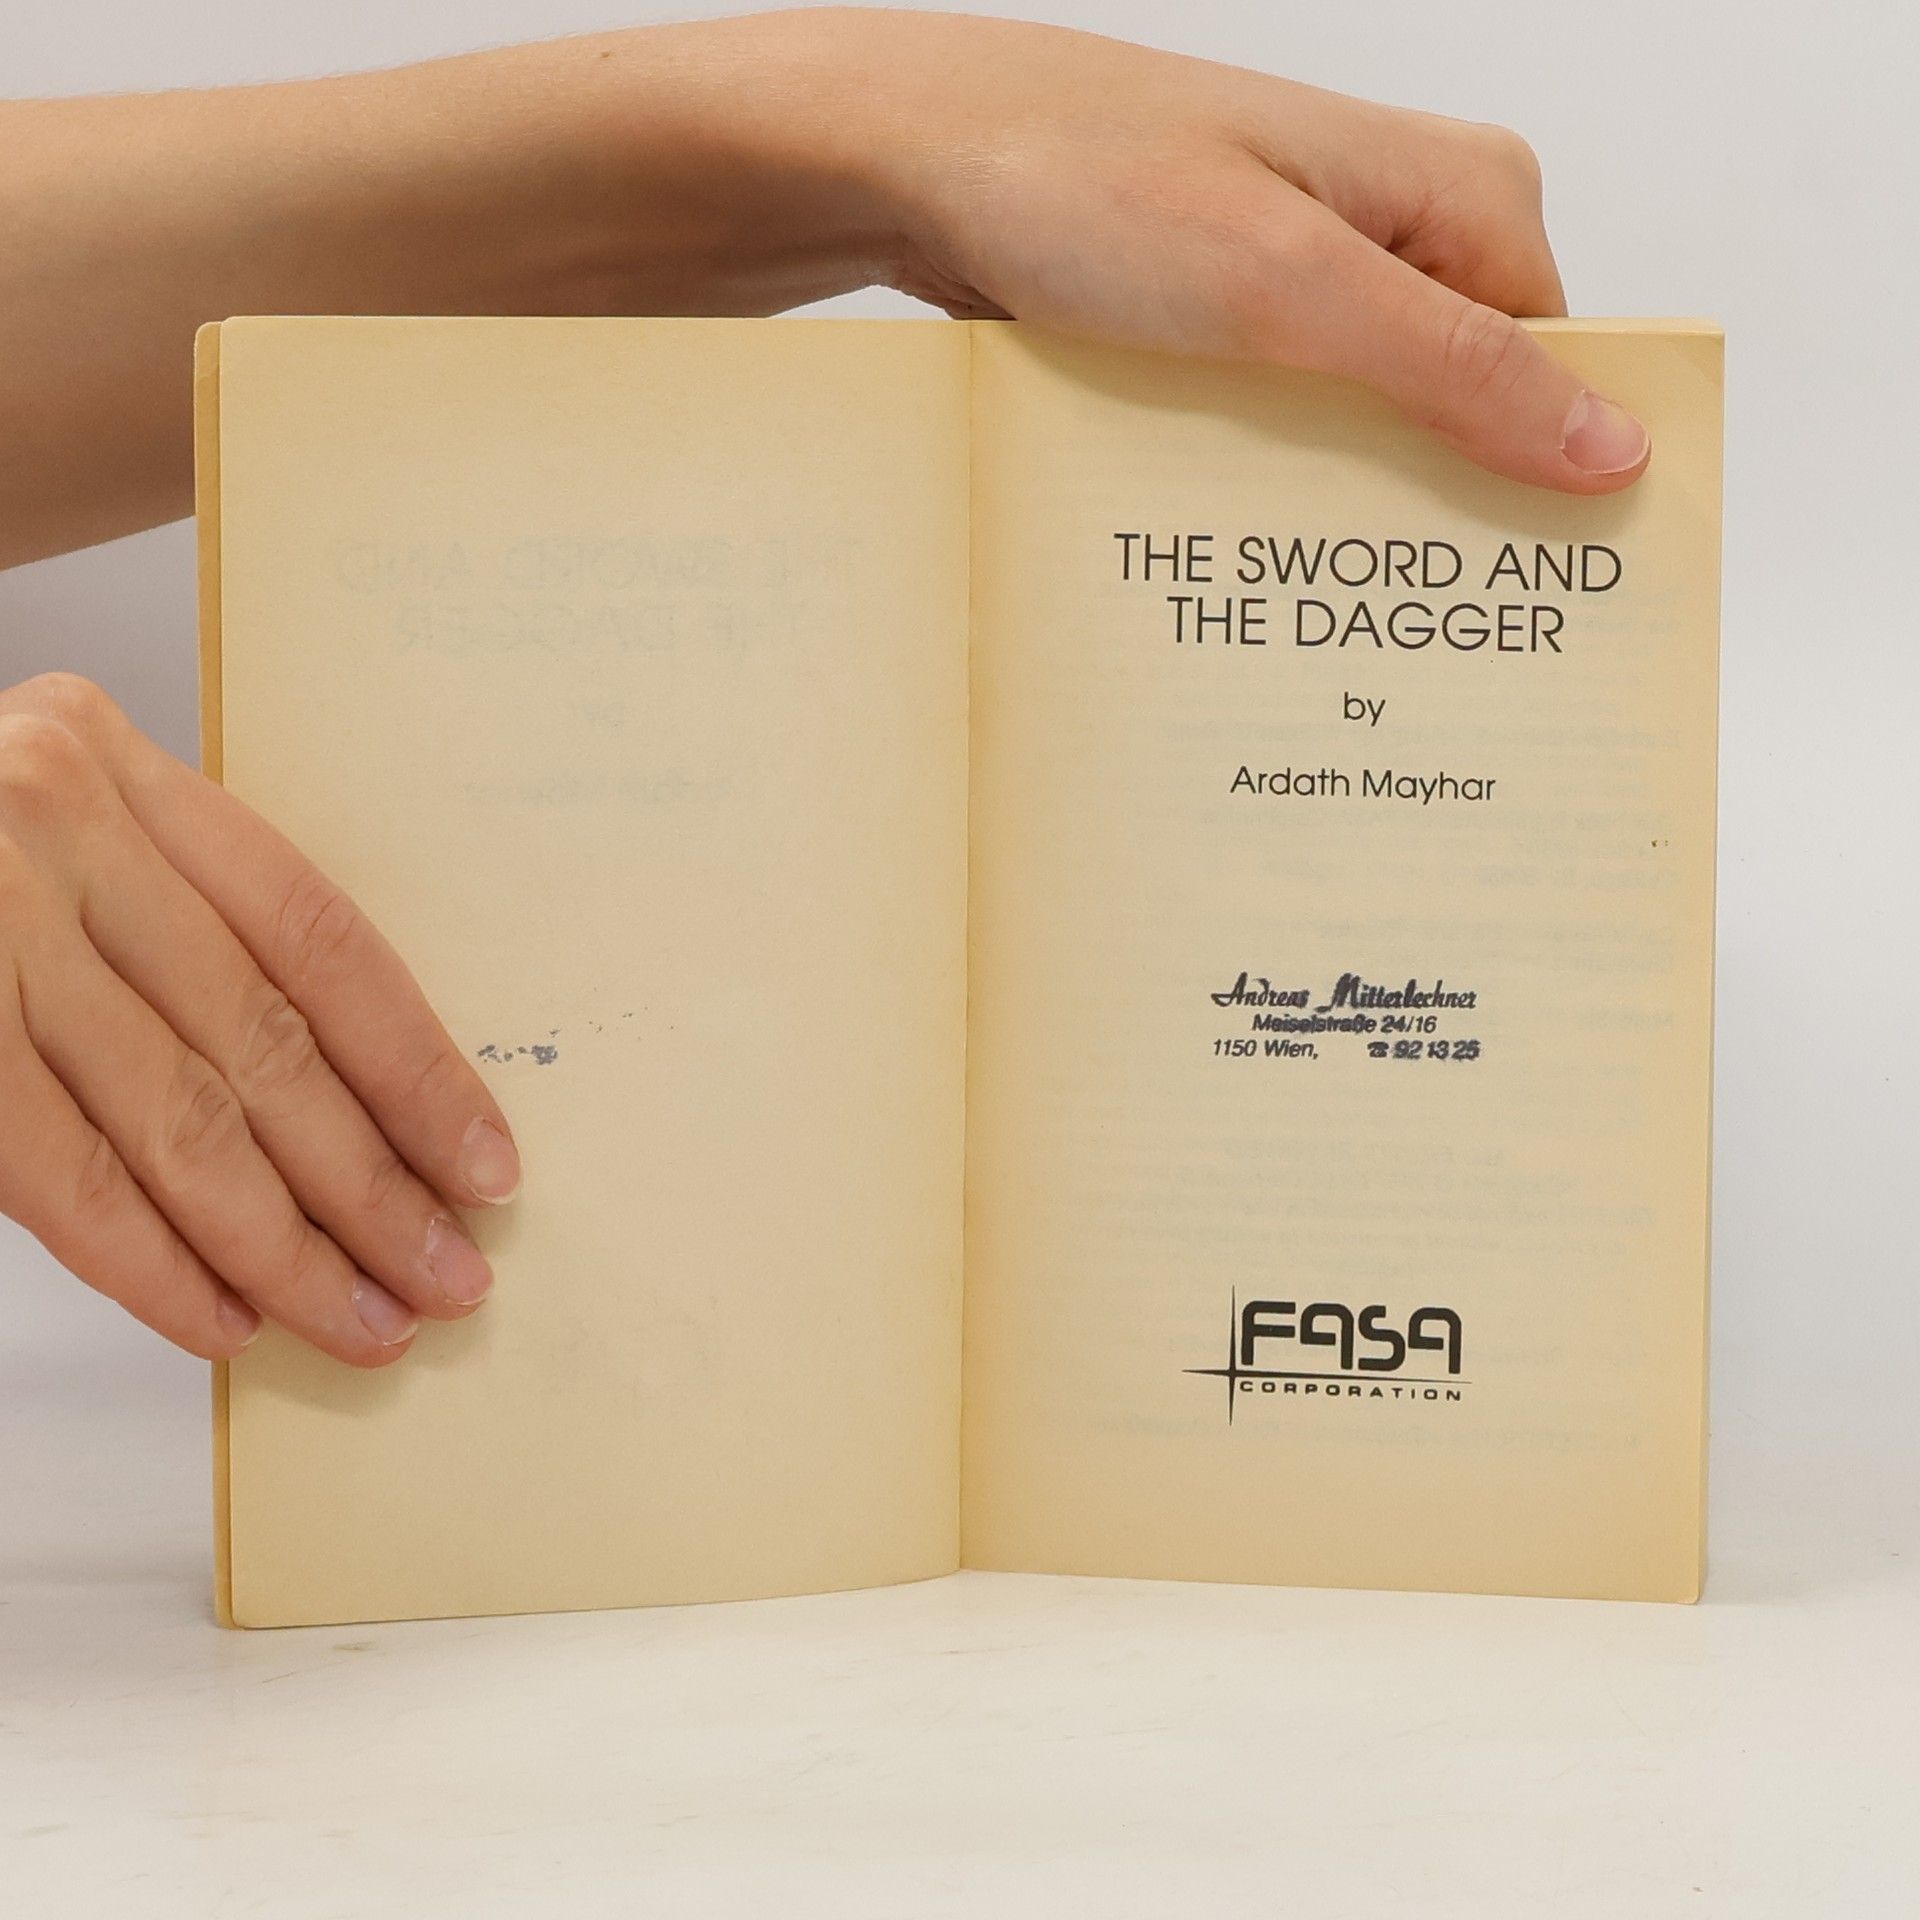 THE SWORD AND
THE DAGGER
by
Ardath Mayhar
Andreas Mitterlechner
Meiselstraße 24/16
1150 Wien, ☎ 92 13 25
FASA
CORPORATION